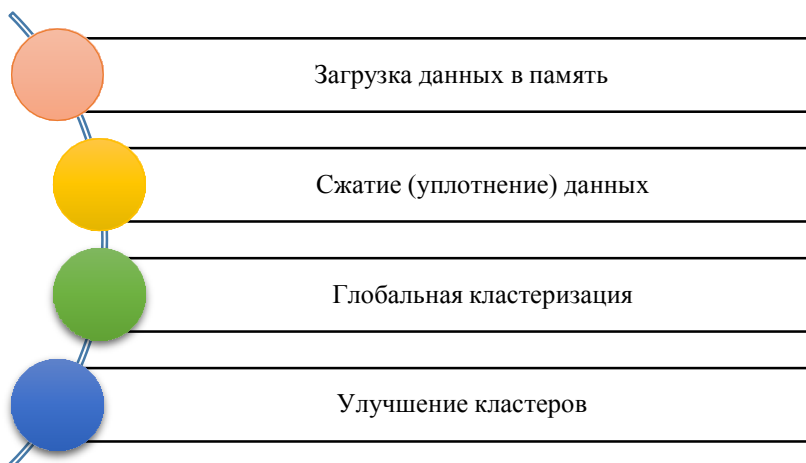 Загрузка данных в память
Сжатие (уплотнение) данных
Глобальная кластеризация
Улучшение кластеров